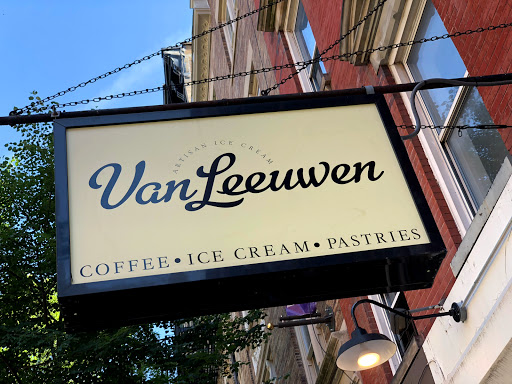 ARTISAN ICE CREAM
Van Leeuwen
COFFEE • ICE CREAM • PASTRIES